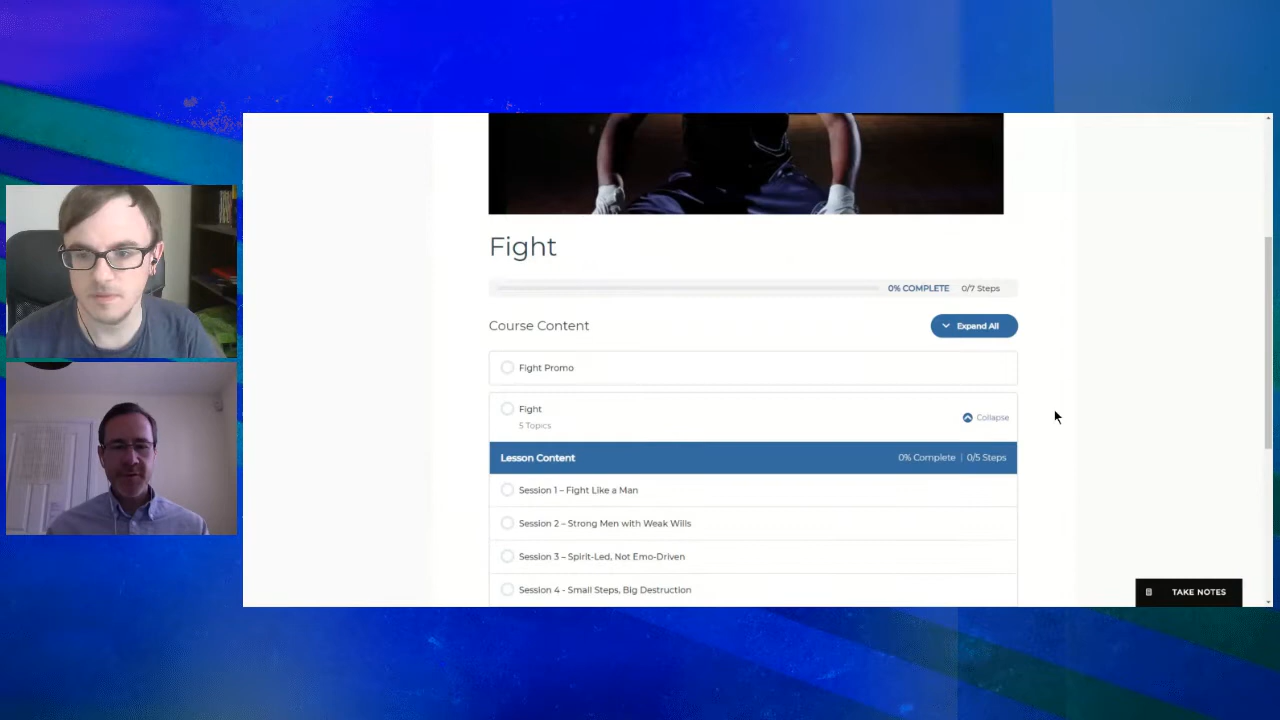 Fight
0% COMPLETE 0/7 Steps
Course Content
Expand All
Fight Promo
Fight
5 Topics
Collapse
Lesson Content
0% Complete | 0/5 Steps
Session 1 – Fight Like a Man
Session 2 – Strong Men with Weak Wills
Session 3 – Spirit-Led, Not Emo-Driven
Session 4 - Small Steps, Big Destruction
TAKE NOTES